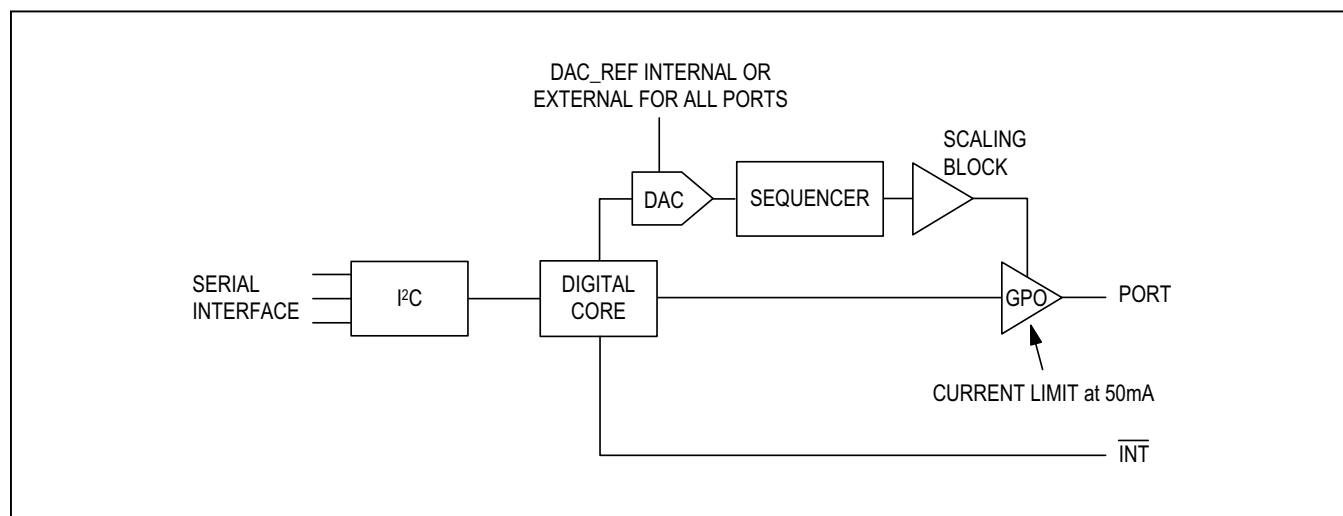 DAC_REF INTERNAL OR
EXTERNAL FOR ALL PORTS
SCALING
BLOCK
DAC
SEQUENCER
SERIAL
INTERFACE
I²C
DIGITAL
CORE
GPO
PORT
CURRENT LIMIT at 50mA
INT